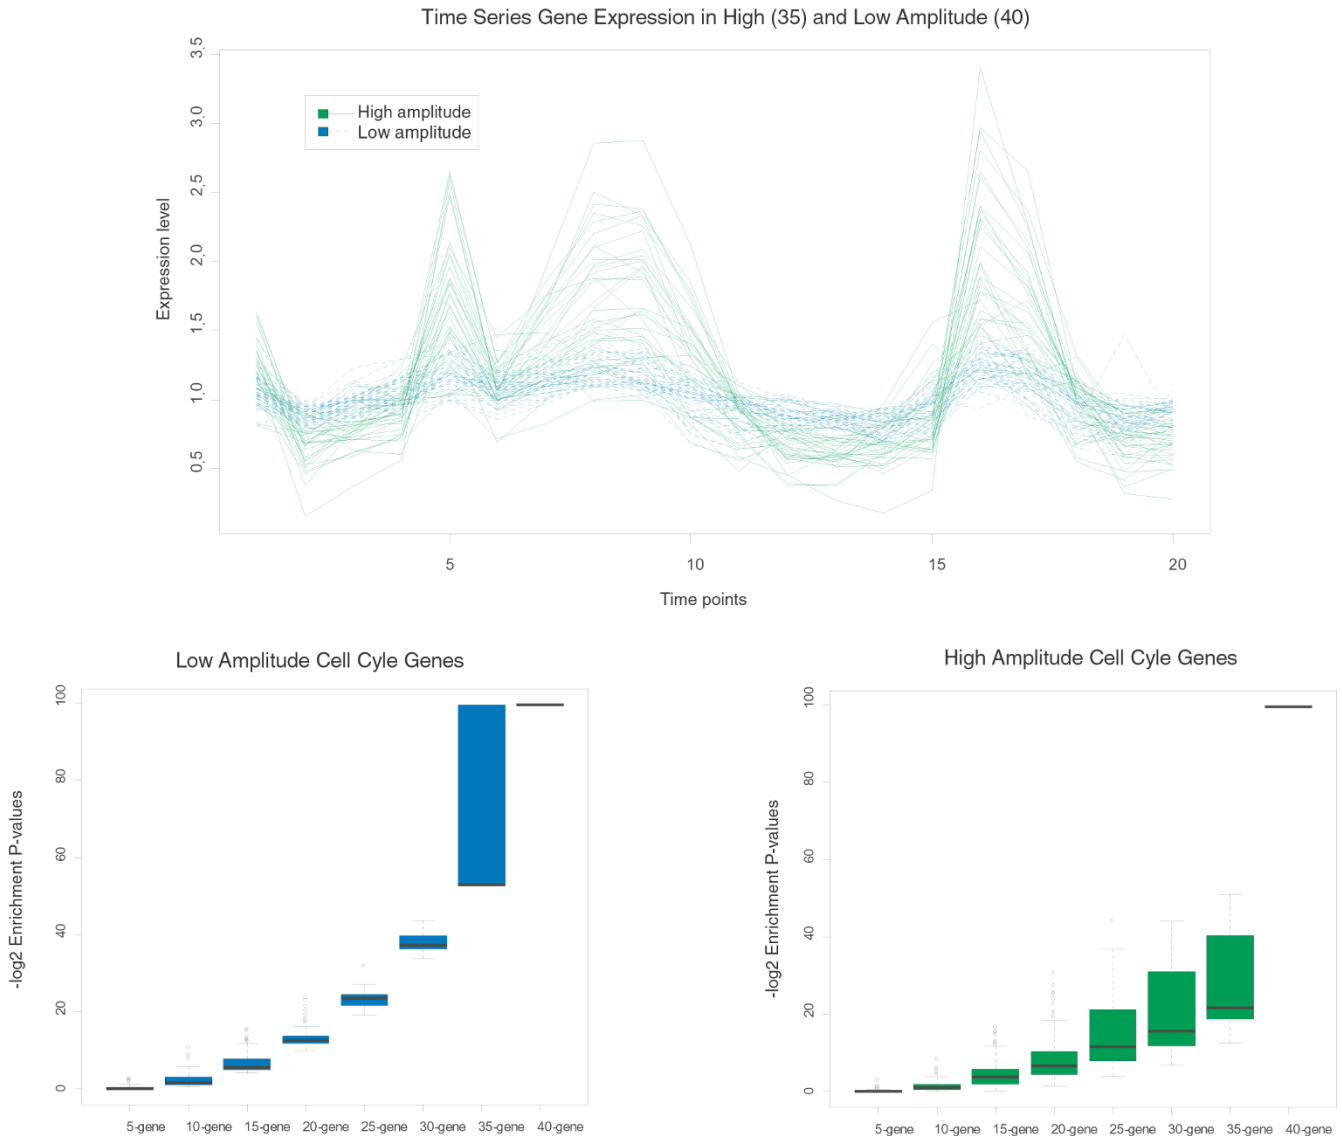 Time Series Gene Expression in High (35) and Low Amplitude (40)
3.5.
3.0.
2.5.
2.0.
1.5.
1.0.
0.5.
Expression level
High amplitude
Low amplitude
5 10 15 20
Time points
Low Amplitude Cell Cyle Genes
100
80
60
40
20
0
-log2 Enrichment P-values
5-gene 10-gene 15-gene 20-gene 25-gene 30-gene 35-gene 40-gene
High Amplitude Cell Cyle Genes
100
80
60
40
20
0
-log2 Enrichment P-values
5-gene 10-gene 15-gene 20-gene 25-gene 30-gene 35-gene 40-gene